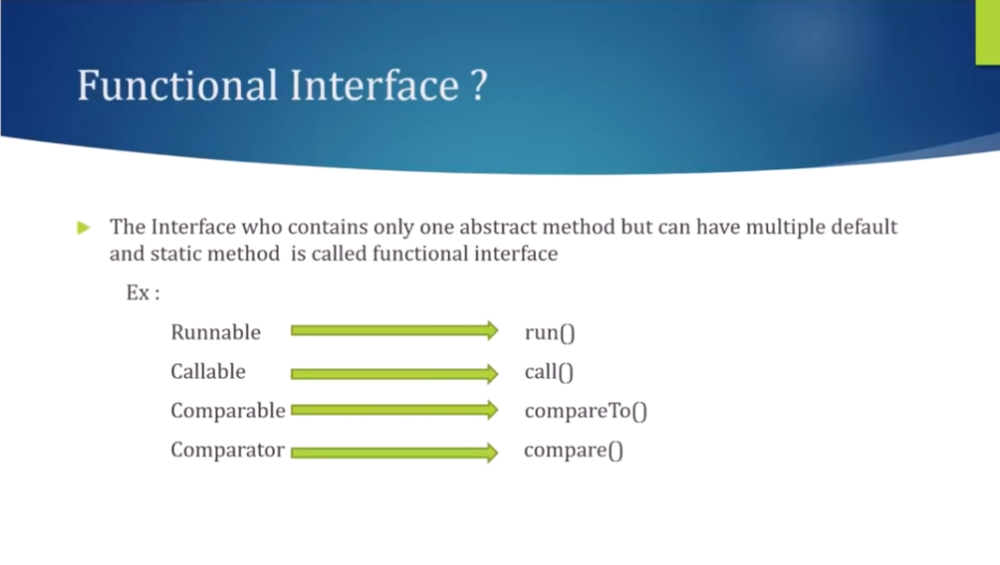 Functional Interface ?
The Interface who contains only one abstract method but can have multiple default
and static method is called functional interface
Ex :
Runnable run()
Callable call()
Comparable compareTo()
Comparator compare()